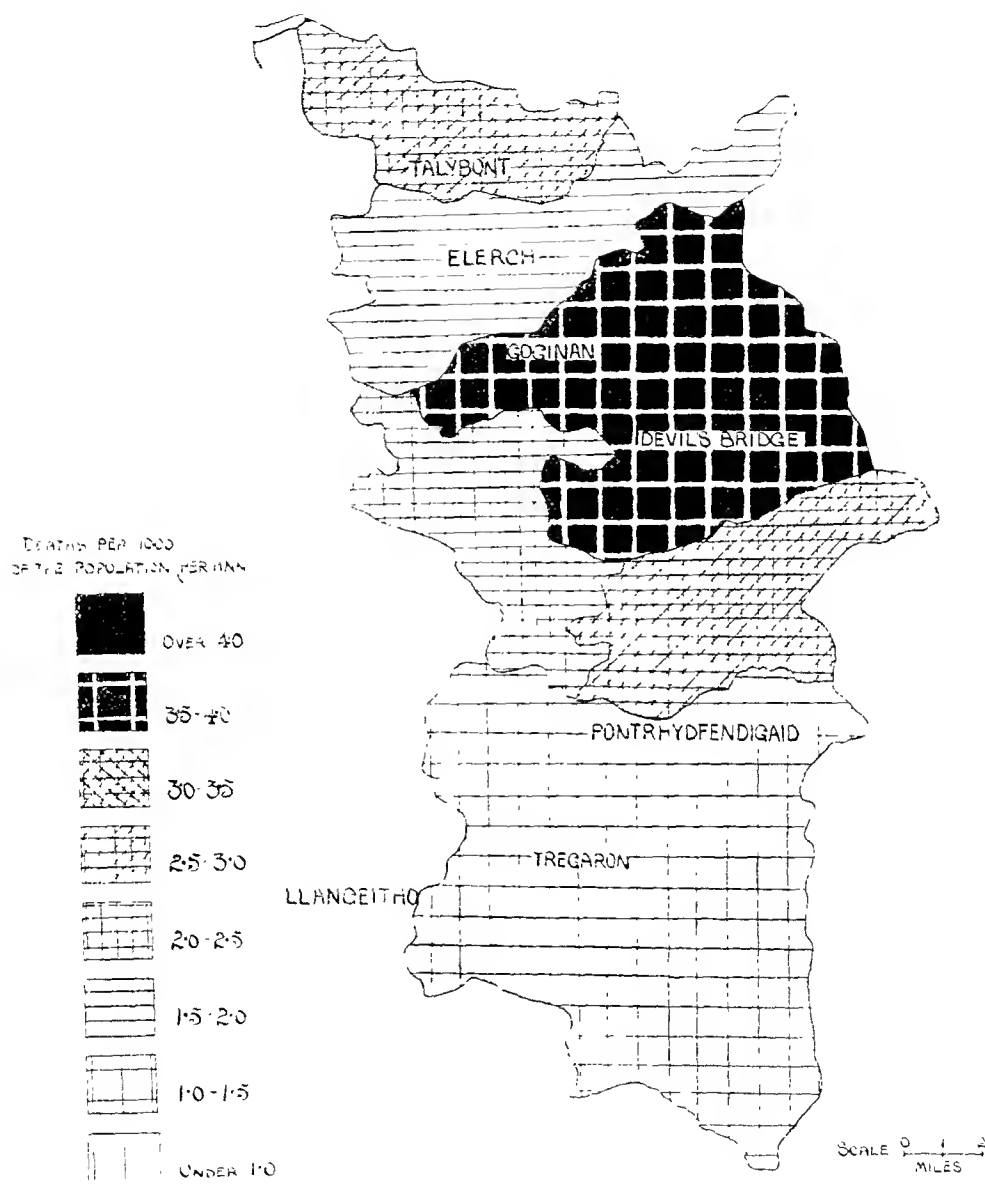 TALYBONT
ELERCH
GOGINAN
DEVIL'S BRIDGE
DEATHS PER 1000
OF THE POPULATION PER ANN
OVER 4·0
3·5-4·0
3·0-3·5
2·5-3·0
2·0-2·5
1·5-2·0
1·0-1·5
UNDER 1·0
PONTRHYDFENDIGAID
TREGARON
LLANGEITHO
SCALE 0 1 2
MILES